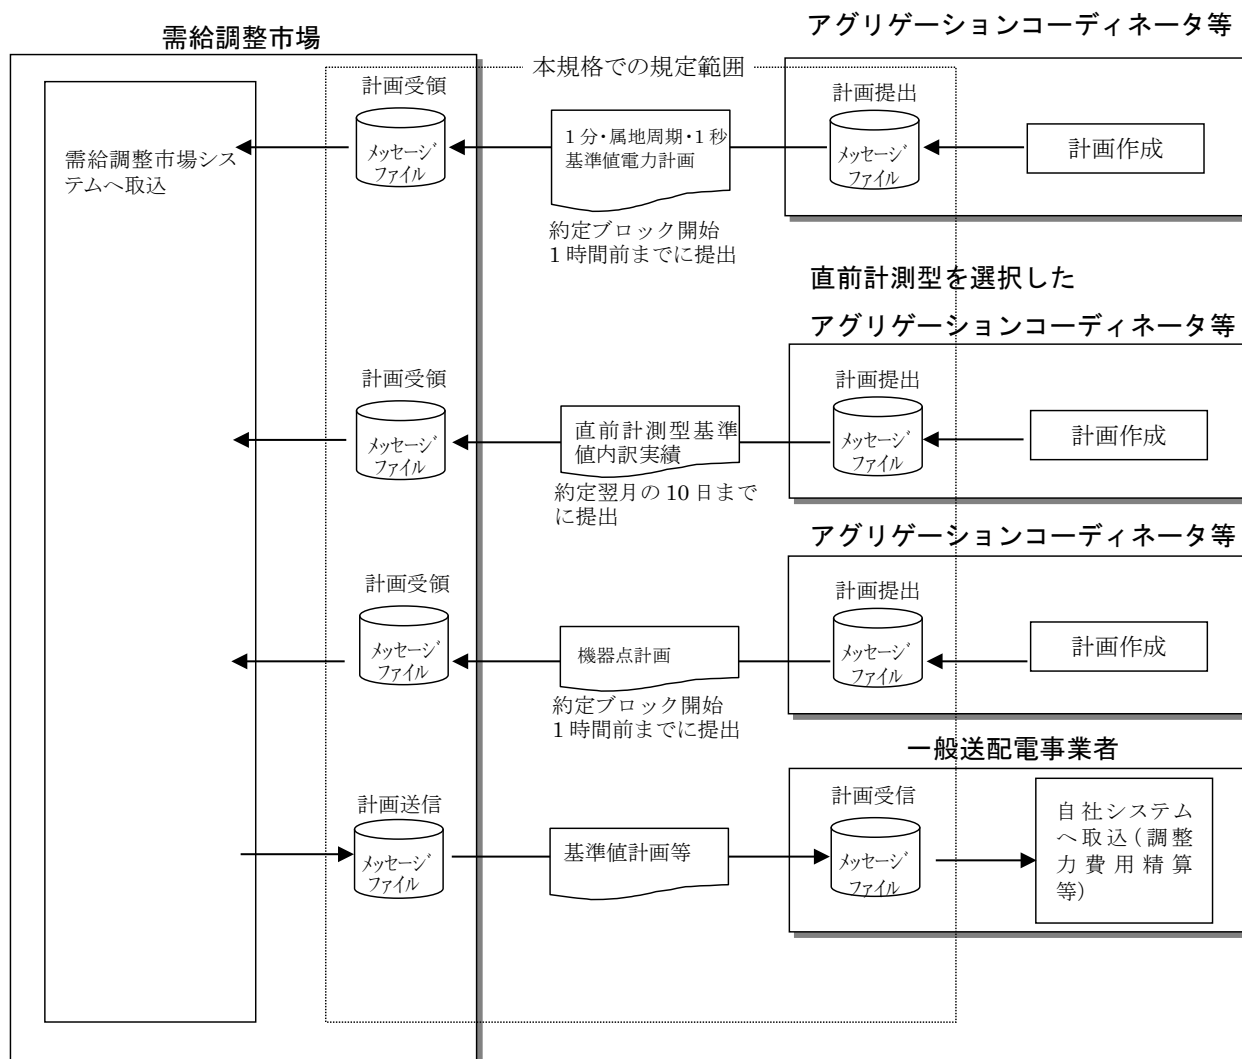 需給調整市場
アグリゲーションコーディネータ等
本規格での規定範囲
計画受領
計画提出
1分・属地周期・1秒
基準値電力計画
メッセージ
ファイル
メッセージ
ファイル
計画作成
需給調整市場シス
テムへ取込
約定ブロック開始
1時間前までに提出
直前計測型を選択した
アグリゲーションコーディネータ等
計画受領
計画提出
メッセージ
ファイル
直前計測型基準
値内訳実績
メッセージ
ファイル
計画作成
約定翌月の10日まで
に提出
アグリゲーションコーディネータ等
計画受領
計画提出
メッセージ
ファイル
機器点計画
メッセージ
ファイル
計画作成
約定ブロック開始
1時間前までに提出
一般送配電事業者
計画送信
計画受信
メッセージ
ファイル
基準値計画等
メッセージ
ファイル
自社システム
へ取込(調整
力費用精算
等)